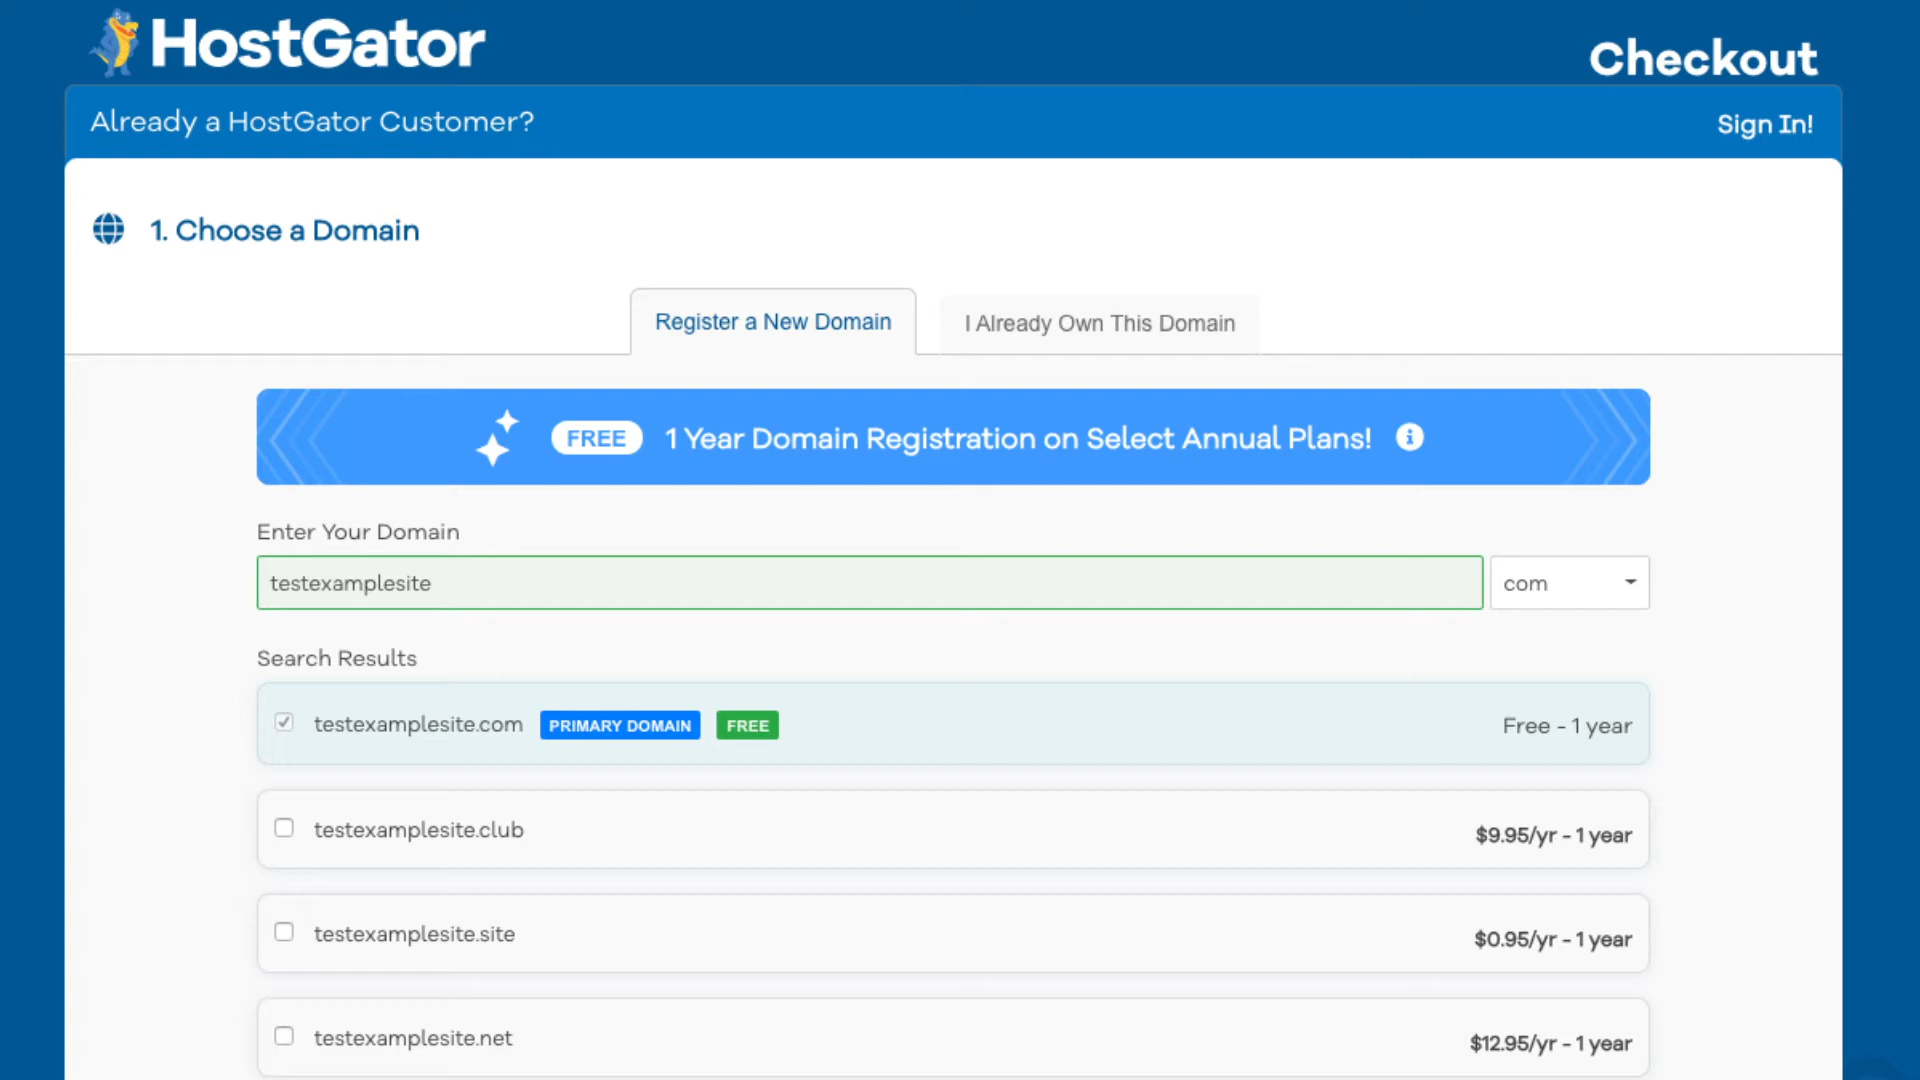 HostGator
Checkout
Already a HostGator Customer?
Sign In!
1. Choose a Domain
Register a New Domain
I Already Own This Domain
FREE 1 Year Domain Registration on Select Annual Plans!
Enter Your Domain
testexamplesite
com
Search Results
testexamplesite.com PRIMARY DOMAIN FREE Free - 1 year
testexamplesite.club $9.95/yr - 1 year
testexamplesite.site $0.95/yr - 1 year
testexamplesite.net $12.95/yr - 1 year